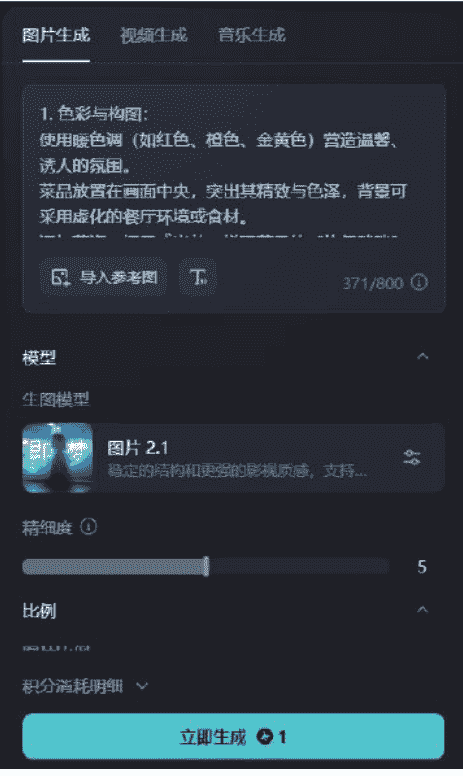 图片生成 视频生成 音乐生成
1. 色彩与构图：
使用暖色调（如红色、橙色、金黄色）营造温馨、
诱人的氛围。
菜品放置在画面中央，突出其精致与色泽，背景可
采用虚化的餐厅环境或食材。
导入参考图 T 371/800
模型
生图模型
即梦
图片 2.1
稳定的结构和更强的影视质感，支持...
精细度
5
比例
积分消耗明细
立即生成 1